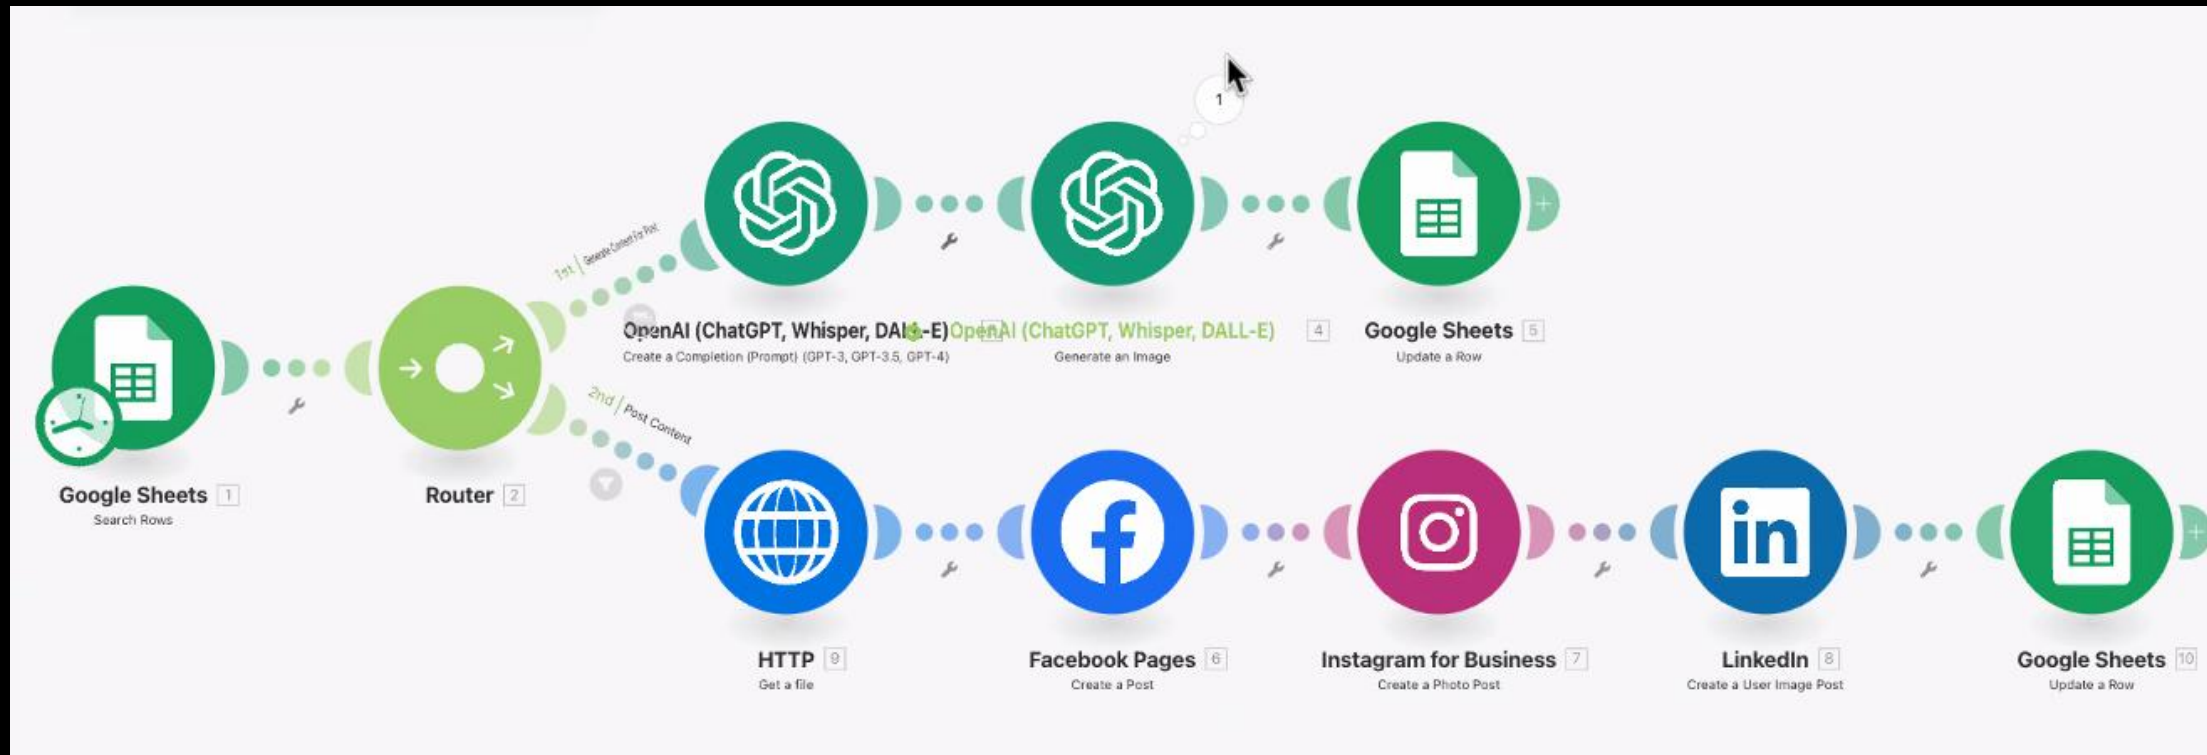 1
1st | Generate Content For Post
OpenAI (ChatGPT, Whisper, DALL-E)
Create a Completion (Prompt) (GPT-3, GPT-3.5, GPT-4)
OpenAI (ChatGPT, Whisper, DALL-E) 4
Generate an Image
Google Sheets 5
Update a Row
Google Sheets 1
Search Rows
Router 2
2nd | Post Content
HTTP 9
Get a file
Facebook Pages 6
Create a Post
Instagram for Business 7
Create a Photo Post
LinkedIn 8
Create a User Image Post
Google Sheets 10
Update a Row